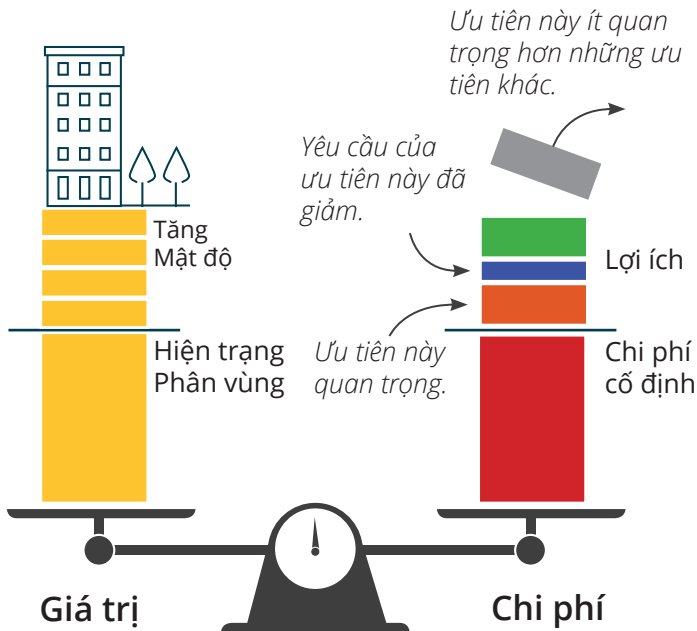 Ưu tiên này ít quan
trọng hơn những ưu
tiên khác.
Yêu cầu của
ưu tiên này đã
giảm.
Tăng
Mật độ
Lợi ích
Hiện trạng
Phân vùng
Ưu tiên này
quan trọng.
Chi phí
cố định
Giá trị
Chi phí